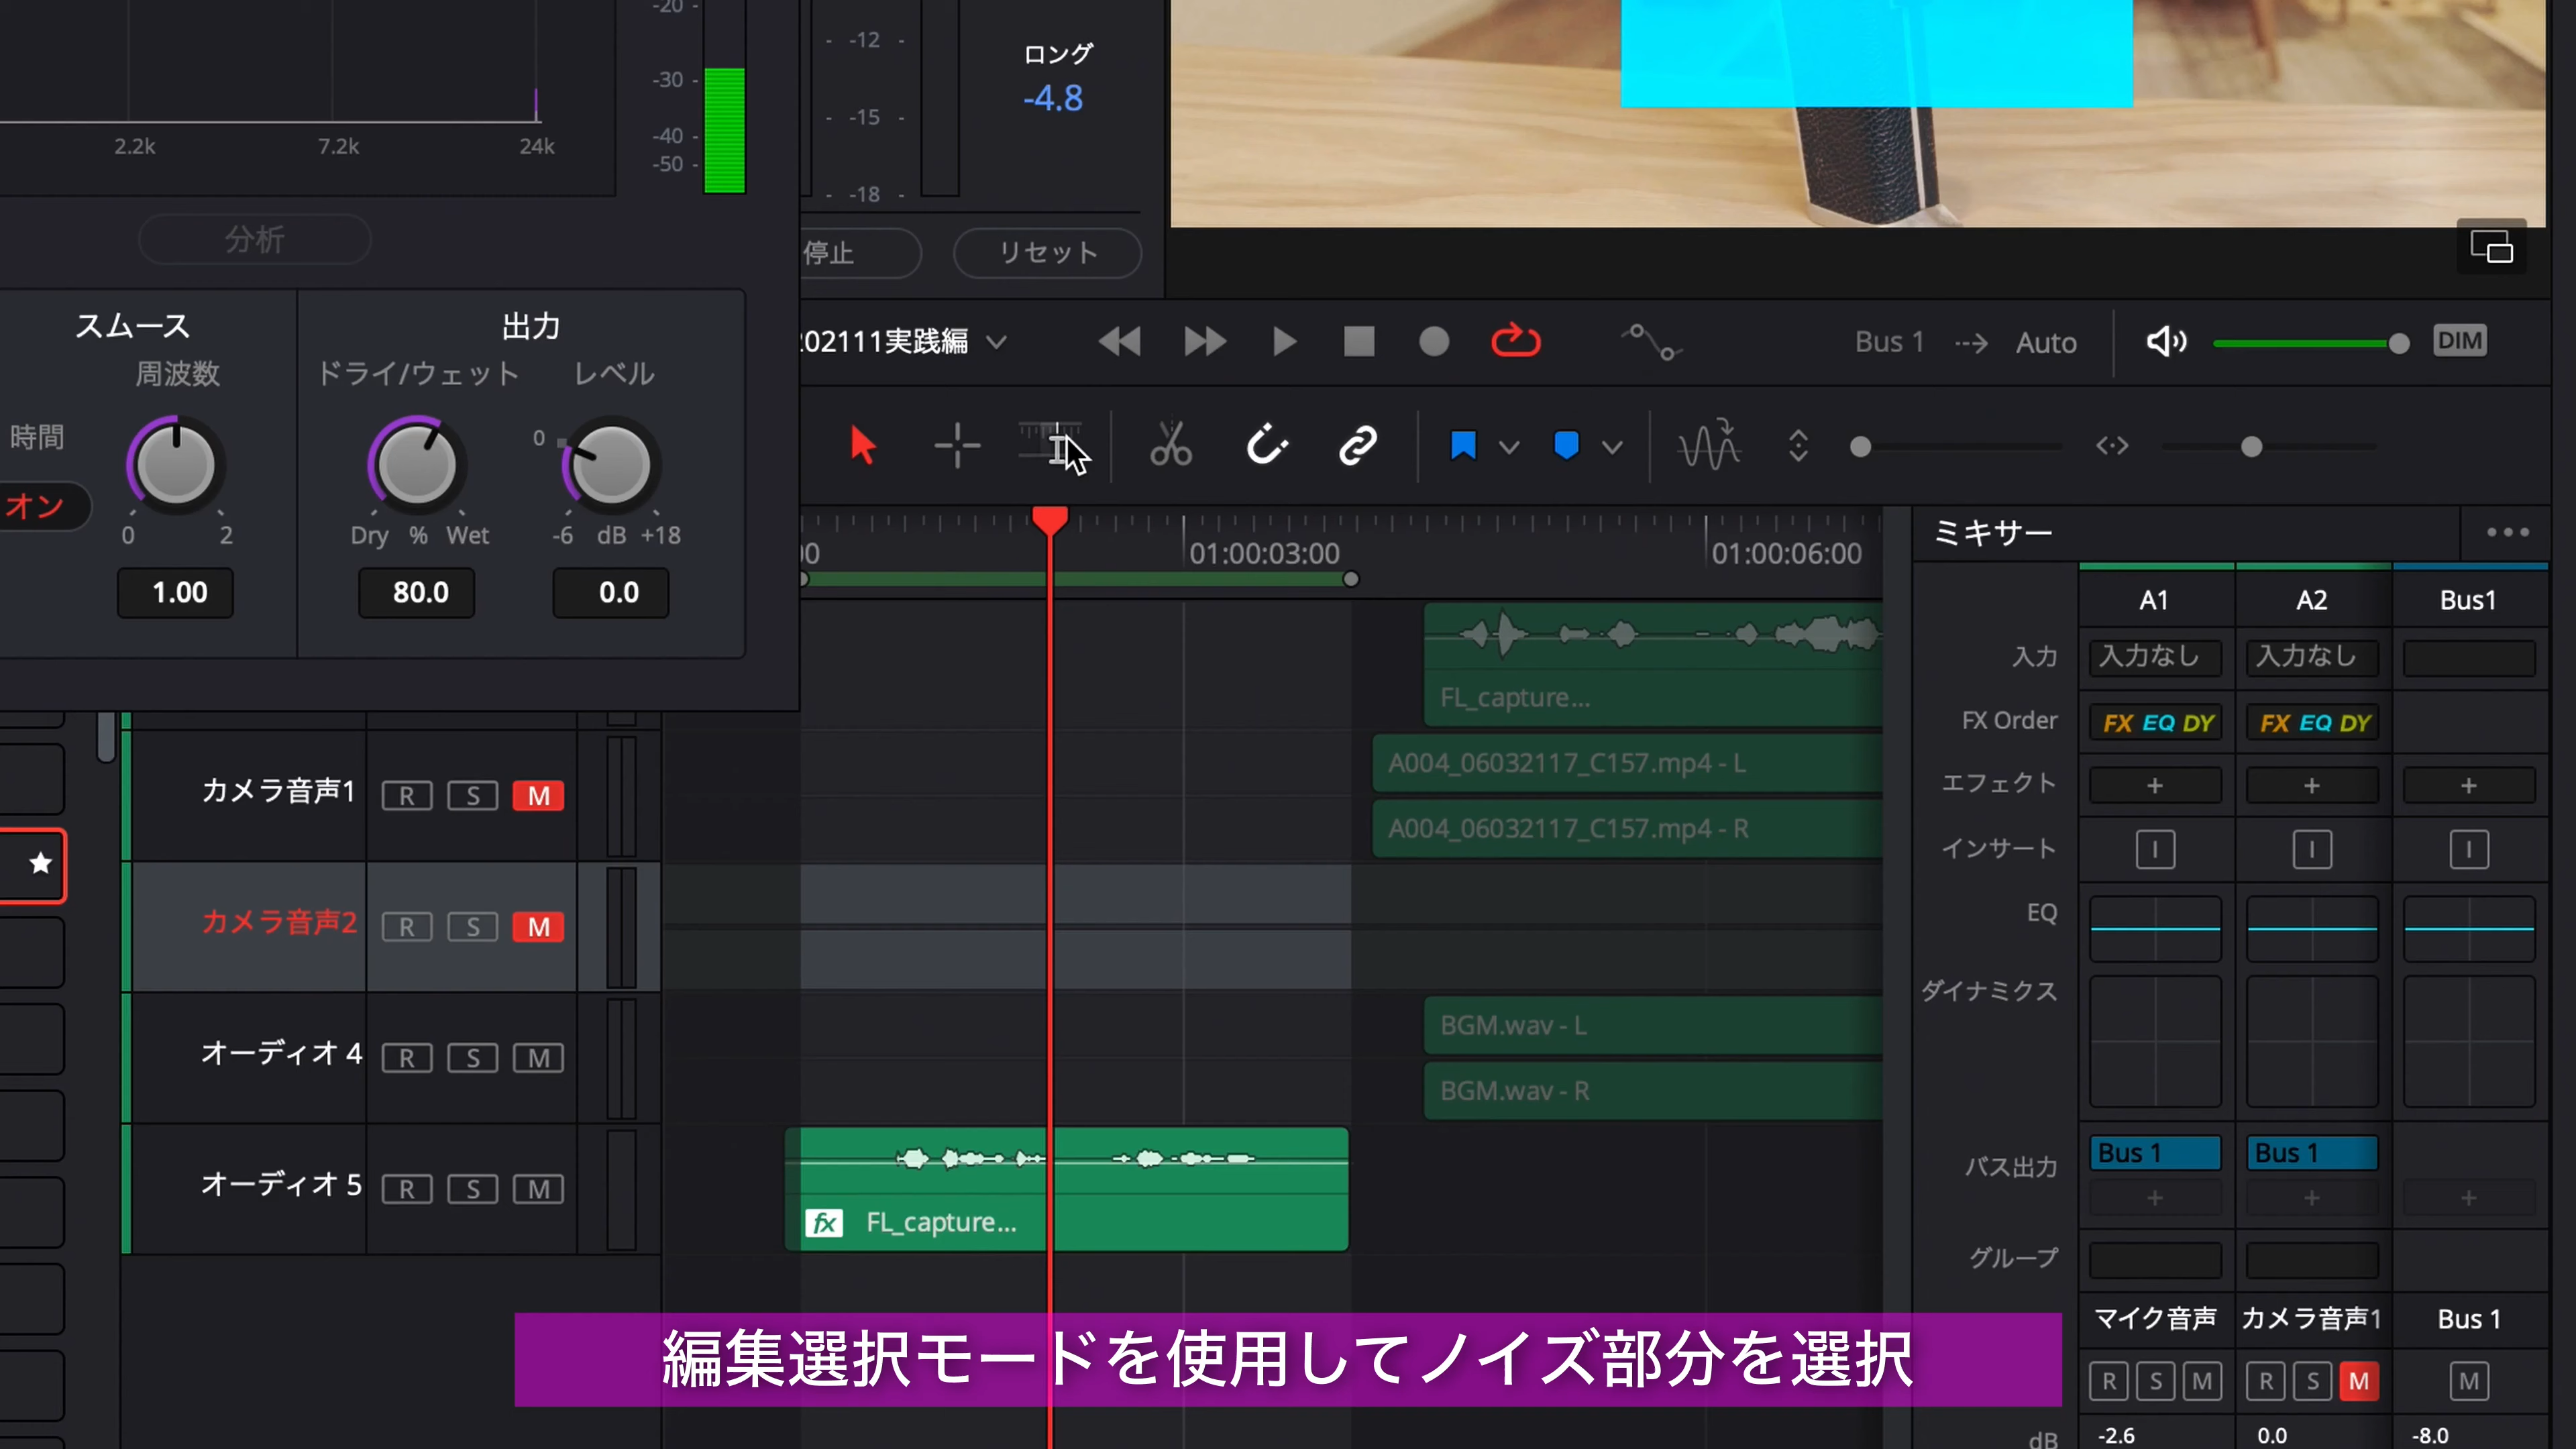 -20
-30
-40
-50
2.2k 7.2k 24k
-12
-15
-18
ロング
-4.8
分析
停止 リセット
スムース 出力
周波数 ドライ/ウェット レベル
時間
オン
0
0 2 Dry % Wet -6 dB +18
1.00 80.0 0.0
202111実践編
Bus 1 Auto DIM
01:00:03:00 01:00:06:00
ミキサー
A1 A2 Bus1
入力 入力なし 入力なし
FX Order FX EQ DY FX EQ DY
エフェクト + + +
インサート I I I
EQ
ダイナミクス
バス出力 Bus 1 Bus 1
+ + +
グループ
マイク音声 カメラ音声1 Bus 1
R S M R S M M
dB -2.6 0.0 -8.0
FL_capture...
A004_06032117_C157.mp4 - L
A004_06032117_C157.mp4 - R
カメラ音声1 R S M
カメラ音声2 R S M
オーディオ 4 R S M
BGM.wav - L
BGM.wav - R
オーディオ 5 R S M
fx FL_capture...
編集選択モードを使用してノイズ部分を選択